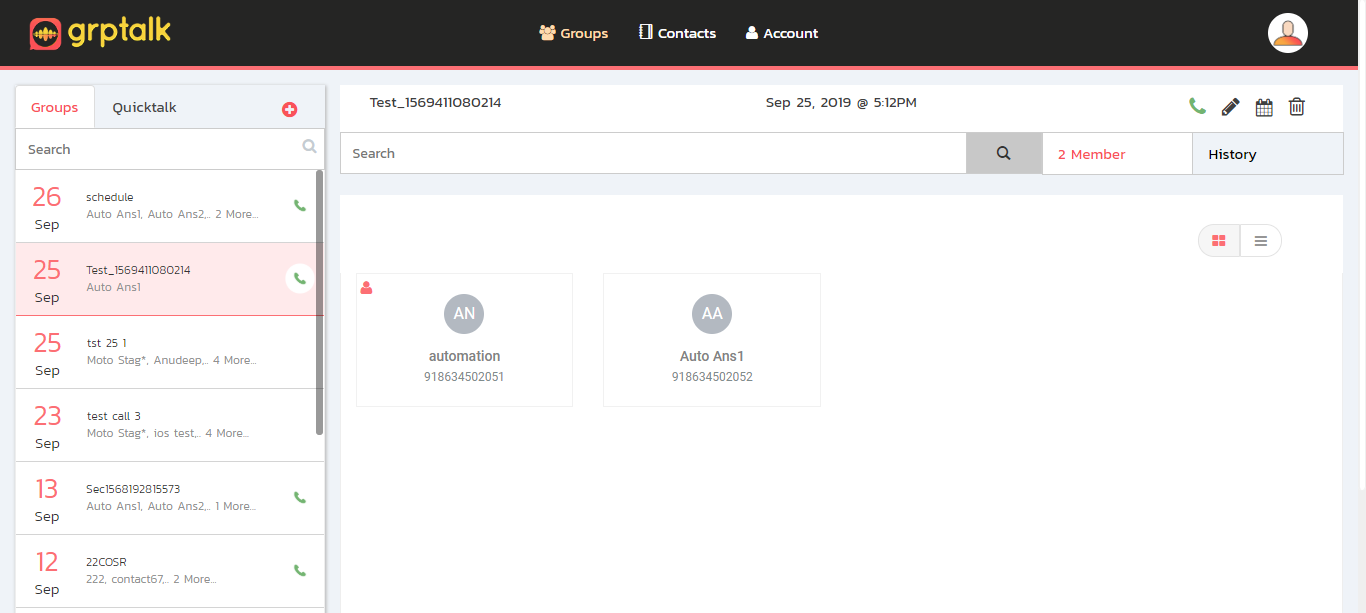 grptalk
Groups Contacts Account
Groups Quicktalk
Search
26 Sep
schedule
Auto Ans1, Auto Ans2,.. 2 More...
25 Sep
Test_1569411080214
Auto Ans1
25 Sep
tst 25 1
Moto Stag*, Anudeep,.. 4 More...
23 Sep
test call 3
Moto Stag*, ios test,.. 4 More...
13 Sep
Sec1568192815573
Auto Ans1, Auto Ans2,.. 1 More...
12 Sep
22COSR
222, contact67,.. 2 More...
Test_1569411080214 Sep 25, 2019 @ 5:12PM
Search
2 Member History
AN
automation
918634502051
AA
Auto Ans1
918634502052